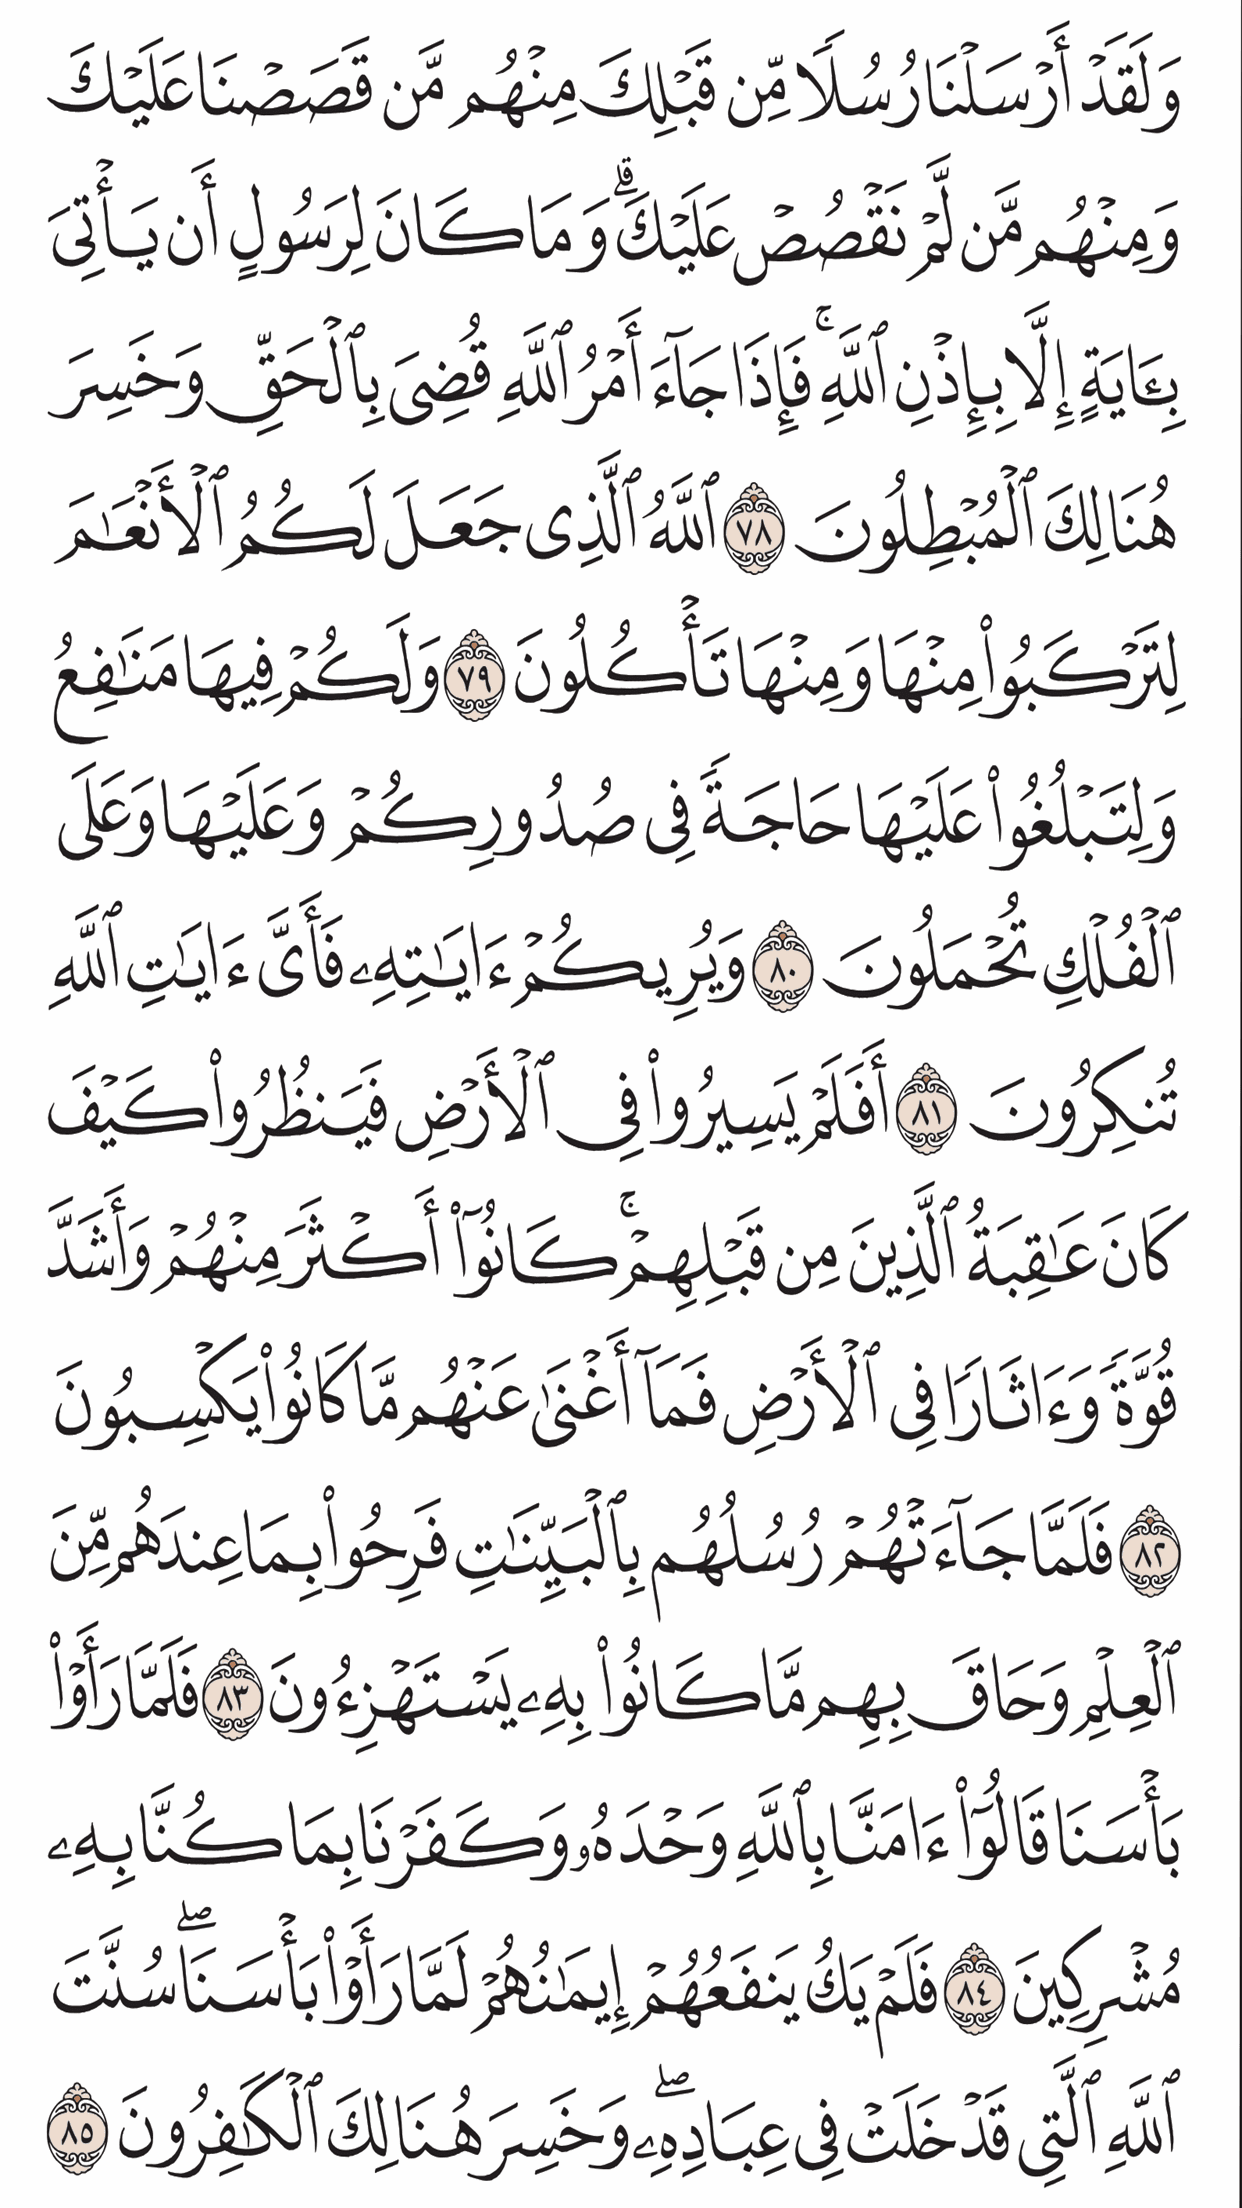 وَلَقَدْ أَرْسَلْنَا رُسُلًا مِّن قَبْلِكَ مِنْهُم مَّن قَصَصْنَا عَلَيْكَ
وَمِنْهُم مَّن لَّمْ نَقْصُصْ عَلَيْكَ ۗ وَمَا كَانَ لِرَسُولٍ أَن يَأْتِىَ
بِـَٔايَةٍ إِلَّا بِإِذْنِ ٱللَّهِ ۚ فَإِذَا جَآءَ أَمْرُ ٱللَّهِ قُضِىَ بِٱلْحَقِّ وَخَسِرَ
هُنَالِكَ ٱلْمُبْطِلُونَ ٧٨ ٱللَّهُ ٱلَّذِى جَعَلَ لَكُمُ ٱلْأَنْعَٰمَ
لِتَرْكَبُوا۟ مِنْهَا وَمِنْهَا تَأْكُلُونَ ٧٩ وَلَكُمْ فِيهَا مَنَٰفِعُ
وَلِتَبْلُغُوا۟ عَلَيْهَا حَاجَةً فِى صُدُورِكُمْ وَعَلَيْهَا وَعَلَى
ٱلْفُلْكِ تُحْمَلُونَ ٨٠ وَيُرِيكُمْ ءَايَٰتِهِۦ فَأَىَّ ءَايَٰتِ ٱللَّهِ
تُنكِرُونَ ٨١ أَفَلَمْ يَسِيرُوا۟ فِى ٱلْأَرْضِ فَيَنظُرُوا۟ كَيْفَ
كَانَ عَٰقِبَةُ ٱلَّذِينَ مِن قَبْلِهِمْ ۚ كَانُوٓا۟ أَكْثَرَ مِنْهُمْ وَأَشَدَّ
قُوَّةً وَءَاثَارًا فِى ٱلْأَرْضِ فَمَآ أَغْنَىٰ عَنْهُم مَّا كَانُوا۟ يَكْسِبُونَ
٨٢ فَلَمَّا جَآءَتْهُمْ رُسُلُهُم بِٱلْبَيِّنَٰتِ فَرِحُوا۟ بِمَا عِندَهُم مِّنَ
ٱلْعِلْمِ وَحَاقَ بِهِم مَّا كَانُوا۟ بِهِۦ يَسْتَهْزِءُونَ ٨٣ فَلَمَّا رَأَوْا۟
بَأْسَنَا قَالُوٓا۟ ءَامَنَّا بِٱللَّهِ وَحْدَهُۥ وَكَفَرْنَا بِمَا كُنَّا بِهِۦ
مُشْرِكِينَ ٨٤ فَلَمْ يَكُ يَنفَعُهُمْ إِيمَٰنُهُمْ لَمَّا رَأَوْا۟ بَأْسَنَا ۖ سُنَّتَ
ٱللَّهِ ٱلَّتِى قَدْ خَلَتْ فِى عِبَادِهِۦ ۖ وَخَسِرَ هُنَالِكَ ٱلْكَٰفِرُونَ ٨٥